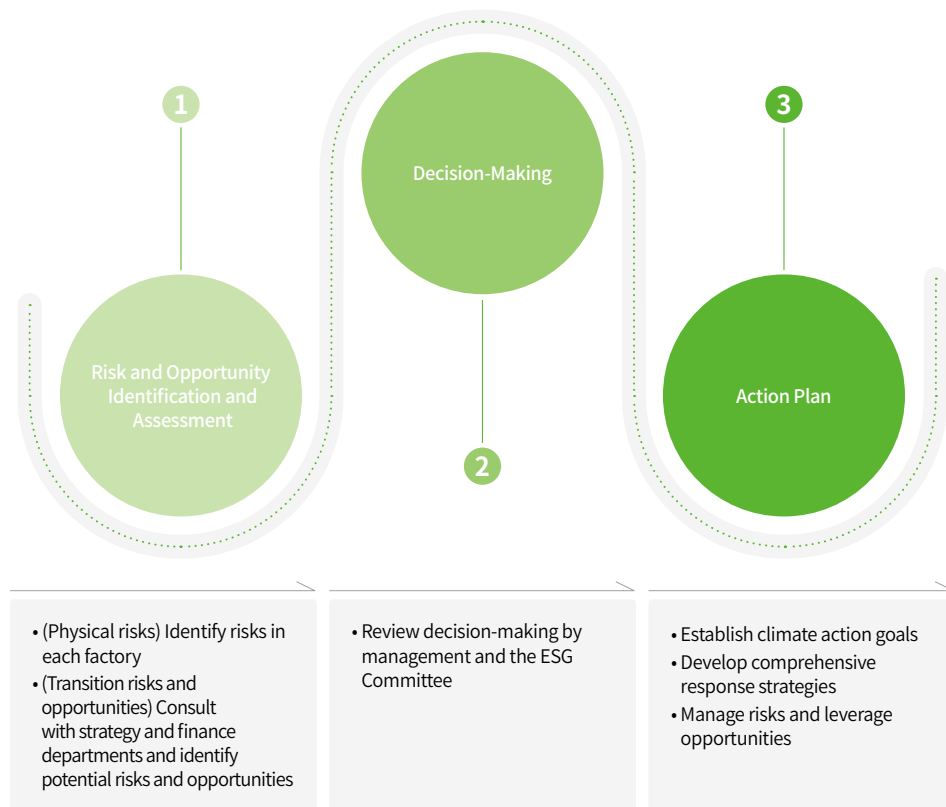 1
Risk and Opportunity
Identification and
Assessment
Decision-Making
2
3
Action Plan
• (Physical risks) Identify risks in
each factory
• (Transition risks and
opportunities) Consult
with strategy and finance
departments and identify
potential risks and opportunities
• Review decision-making by
management and the ESG
Committee
• Establish climate action goals
• Develop comprehensive
response strategies
• Manage risks and leverage
opportunities